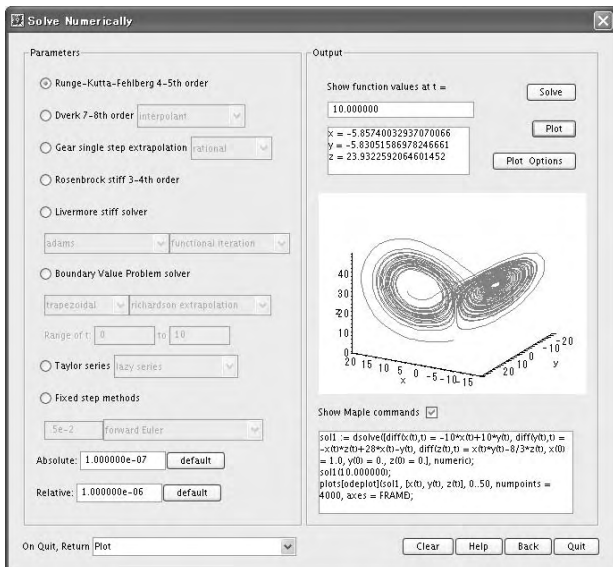 Solve Numerically
Parameters
Runge-Kutta-Fehlberg 4-5th order
Dverk 7-8th order interpolant
Gear single step extrapolation rational
Rosenbrock stiff 3-4th order
Livermore stiff solver
adams functional iteration
Boundary Value Problem solver
trapezoidal richardson extrapolation
Range of t: 0 to 10
Taylor series lazy series
Fixed step methods
.5e-2 forward Euler
Absolute: 1.000000e-07 default
Relative: 1.000000e-06 default
On Quit, Return Plot
Output
Show function values at t =
10.000000
Solve
x = -5.85740032937070066
y = -5.83051586978246661
z = 23.9322592064601452
Plot
Plot Options
40
30
z
20
10
0
20 15 10 5 0 -5 -10 -15
x
20 10 0 -10 -20
y
Show Maple commands
sol1 := dsolve([diff(x(t),t) = -10*x(t)+10*y(t), diff(y(t),t) =
-x(t)*z(t)+28*x(t)-y(t), diff(z(t),t) = x(t)*y(t)-8/3*z(t), x(0)
= 1.0, y(0) = 0., z(0) = 0.], numeric);
sol1(10.000000);
plots[odeplot](sol1, [x(t), y(t), z(t)], 0..50, numpoints =
4000, axes = FRAME);
Clear Help Back Quit